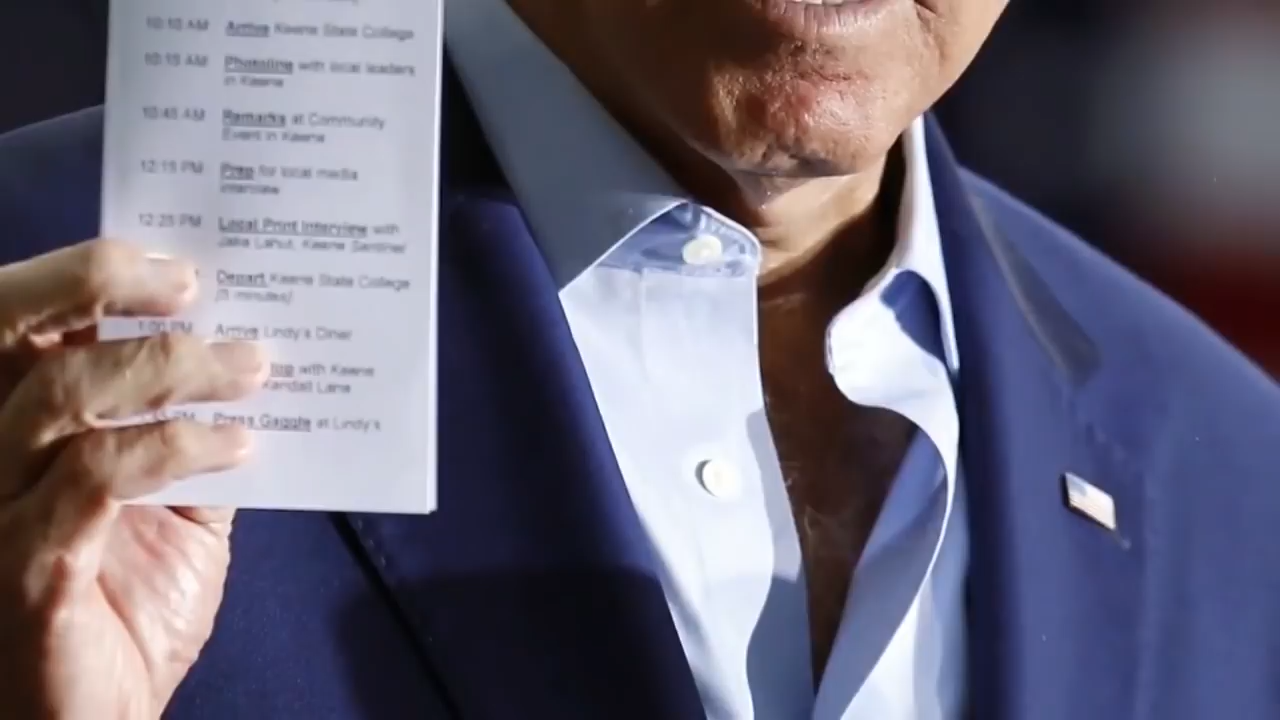 10:10 AM Arrive Keene State College
10:15 AM Photoline with local leaders
in Keene
10:45 AM Remarks at Community
Event in Keene
12:15 PM Prep for local media
interview
12:25 PM Local Print Interview with
Jake Lahut, Keene Sentinel
Depart Keene State College
[5 minutes]
1:00 PM Arrive Lindy's Diner
top with Keene
Kendall Lane
PM Press Gaggle at Lindy's